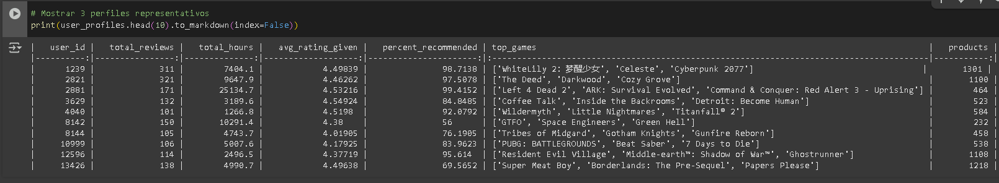 # Mostrar 3 perfiles representativos
print(user_profiles.head(10).to_markdown(index=False))
| user_id | total_reviews | total_hours | avg_rating_given | percent_recommended | top_games | products |
|----------:|----------------:|--------------:|-------------------:|----------------------:|:-----------------------------------------------------------------------------------------|-----------:|
| 1239 | 311 | 7404.1 | 4.49839 | 98.7138 | ['WhiteLily 2: 梦醒少女', 'Celeste', 'Cyberpunk 2077'] | 1301 |
| 2821 | 321 | 9647.9 | 4.46262 | 97.5078 | ['The Deed', 'Darkwood', 'Cozy Grove'] | 1100 |
| 2881 | 171 | 25134.7 | 4.53216 | 99.4152 | ['Left 4 Dead 2', 'ARK: Survival Evolved', 'Command & Conquer: Red Alert 3 - Uprising'] | 464 |
| 3629 | 132 | 3189.6 | 4.54924 | 84.8485 | ['Coffee Talk', 'Inside the Backrooms', 'Detroit: Become Human'] | 523 |
| 4040 | 101 | 1266.8 | 4.5198 | 92.0792 | ['Wildermyth', 'Little Nightmares', 'Titanfall® 2'] | 584 |
| 8142 | 150 | 10291.4 | 4.38 | 56 | ['GTFO', 'Space Engineers', 'Green Hell'] | 232 |
| 8144 | 105 | 4743.7 | 4.01905 | 76.1905 | ['Tribes of Midgard', 'Gotham Knights', 'Gunfire Reborn'] | 458 |
| 10999 | 106 | 5007.6 | 4.17925 | 83.9623 | ['PUBG: BATTLEGROUNDS', 'Beat Saber', '7 Days to Die'] | 538 |
| 12596 | 114 | 2496.5 | 4.37719 | 95.614 | ['Resident Evil Village', 'Middle-earth™: Shadow of War™', 'Ghostrunner'] | 1108 |
| 13426 | 138 | 4990.7 | 4.49638 | 69.5652 | ['Super Meat Boy', 'Borderlands: The Pre-Sequel', 'Papers Please'] | 1218 |